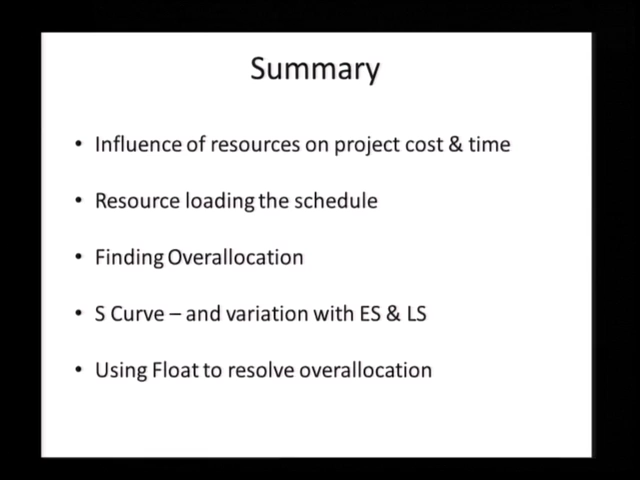 Summary
• Influence of resources on project cost & time
• Resource loading the schedule
• Finding Overallocation
• S Curve – and variation with ES & LS
• Using Float to resolve overallocation